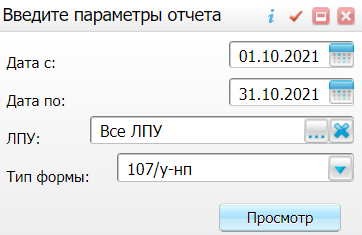 Введите параметры отчета
Дата с: 01.10.2021
Дата по: 31.10.2021
ЛПУ: Все ЛПУ ...
Тип формы: 107/у-нп
Просмотр